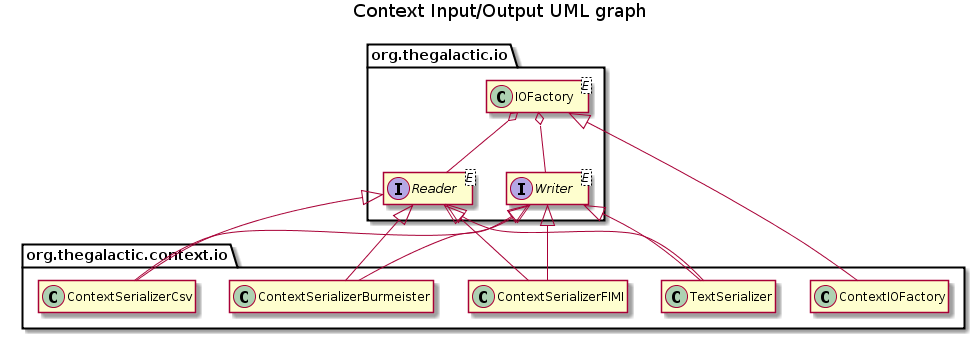 Context Input/Output UML graph
org.thegalactic.io
C IOFactory E
I Reader E
I Writer E
org.thegalactic.context.io
C ContextSerializerCsv
C ContextSerializerBurmeister
C ContextSerializerFIMI
C TextSerializer
C ContextIOFactory